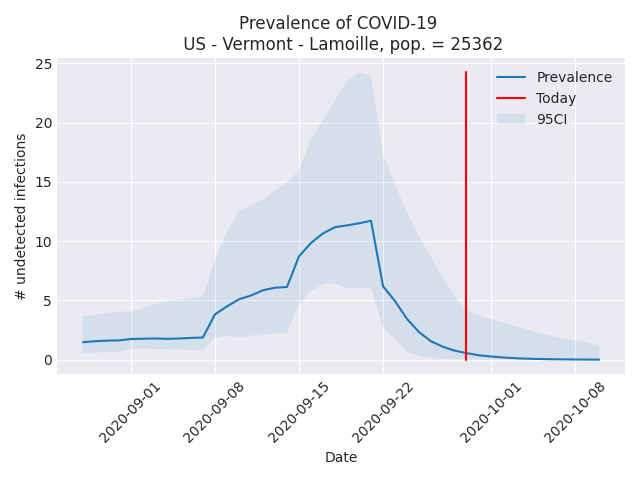 Prevalence of COVID-19
US - Vermont - Lamoille, pop. = 25362
25
20
15
10
5
0
# undetected infections
Prevalence
Today
95CI
2020-09-01
2020-09-08
2020-09-15
2020-09-22
2020-10-01
2020-10-08
Date